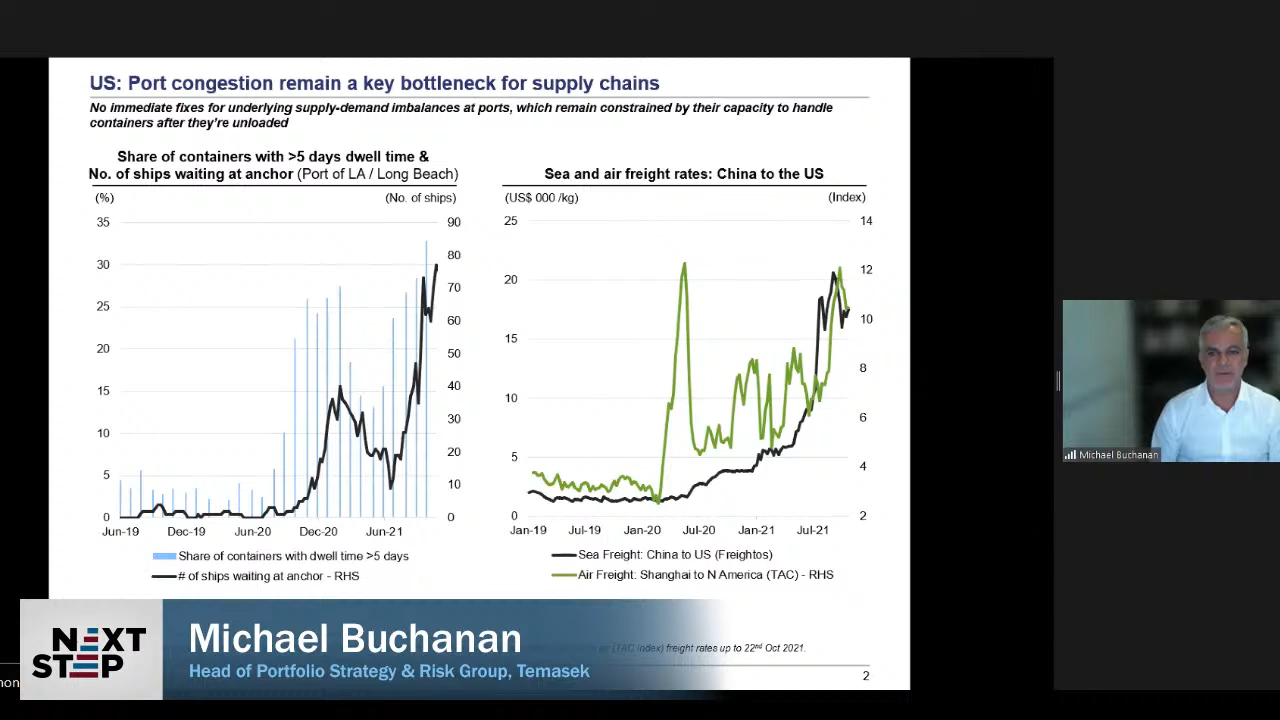 US: Port congestion remain a key bottleneck for supply chains
No immediate fixes for underlying supply-demand imbalances at ports, which remain constrained by their capacity to handle
containers after they're unloaded
Share of containers with >5 days dwell time &
No. of ships waiting at anchor (Port of LA / Long Beach)
(%)
(No. of ships)
35
30
25
20
15
10
5
0
90
80
70
60
50
40
30
20
10
0
Jun-19
Dec-19
Jun-20
Dec-20
Jun-21
Share of containers with dwell time >5 days
# of ships waiting at anchor - RHS
Sea and air freight rates: China to the US
(US$ 000 /kg)
(Index)
25
20
15
10
5
0
14
12
10
8
6
4
2
Jan-19
Jul-19
Jan-20
Jul-20
Jan-21
Jul-21
Sea Freight: China to US (Freightos)
Air Freight: Shanghai to N America (TAC) - RHS
(TAC Index) freight rates up to 22nd Oct 2021.
2
Michael Buchanan
NEXT
STEP
Michael Buchanan
Head of Portfolio Strategy & Risk Group, Temasek